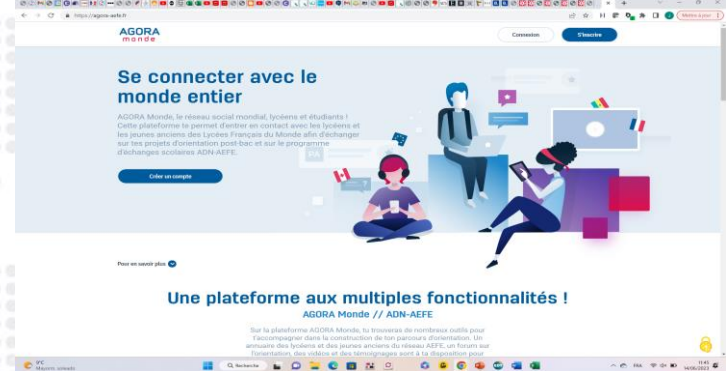 https://agora-aefe.fr
AGORA
monde
Connexion
S'inscrire
Se connecter avec le
monde entier
AGORA Monde, le réseau social mondial, lycéens et étudiants !
Cette plateforme te permet d'entrer en contact avec les lycéens et
les jeunes anciens des Lycées Français du Monde afin d'échanger
sur tes projets d'orientation post-bac et sur le programme
d'échanges scolaires ADN-AEFE.
Créer un compte
Pour en savoir plus
Une plateforme aux multiples fonctionnalités !
AGORA Monde // ADN-AEFE
Sur la plateforme AGORA Monde, tu trouveras de nombreux outils pour
t'accompagner dans la construction de ton parcours d'orientation. Un
annuaire des lycéens et des jeunes anciens du réseau AEFE, un forum sur
l'orientation, des vidéos et des témoignages sont à ta disposition pour
Recherche
11:45